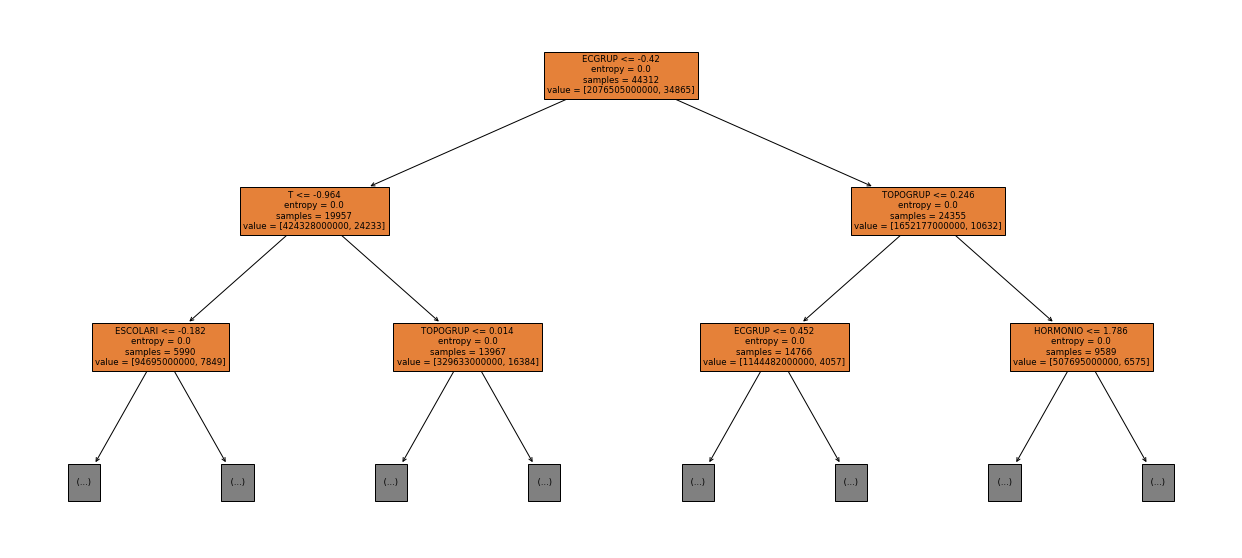 ECGRUP <= -0.42
entropy = 0.0
samples = 44312
value = [2076505000000, 34865]
T <= -0.964
entropy = 0.0
samples = 19957
value = [424328000000, 24233]
TOPOGRUP <= 0.246
entropy = 0.0
samples = 24355
value = [1652177000000, 10632]
ESCOLARI <= -0.182
entropy = 0.0
samples = 5990
value = [94695000000, 7849]
TOPOGRUP <= 0.014
entropy = 0.0
samples = 13967
value = [329633000000, 16384]
ECGRUP <= 0.452
entropy = 0.0
samples = 14766
value = [1144482000000, 4057]
HORMONIO <= 1.786
entropy = 0.0
samples = 9589
value = [507695000000, 6575]
(...)
(...)
(...)
(...)
(...)
(...)
(...)
(...)